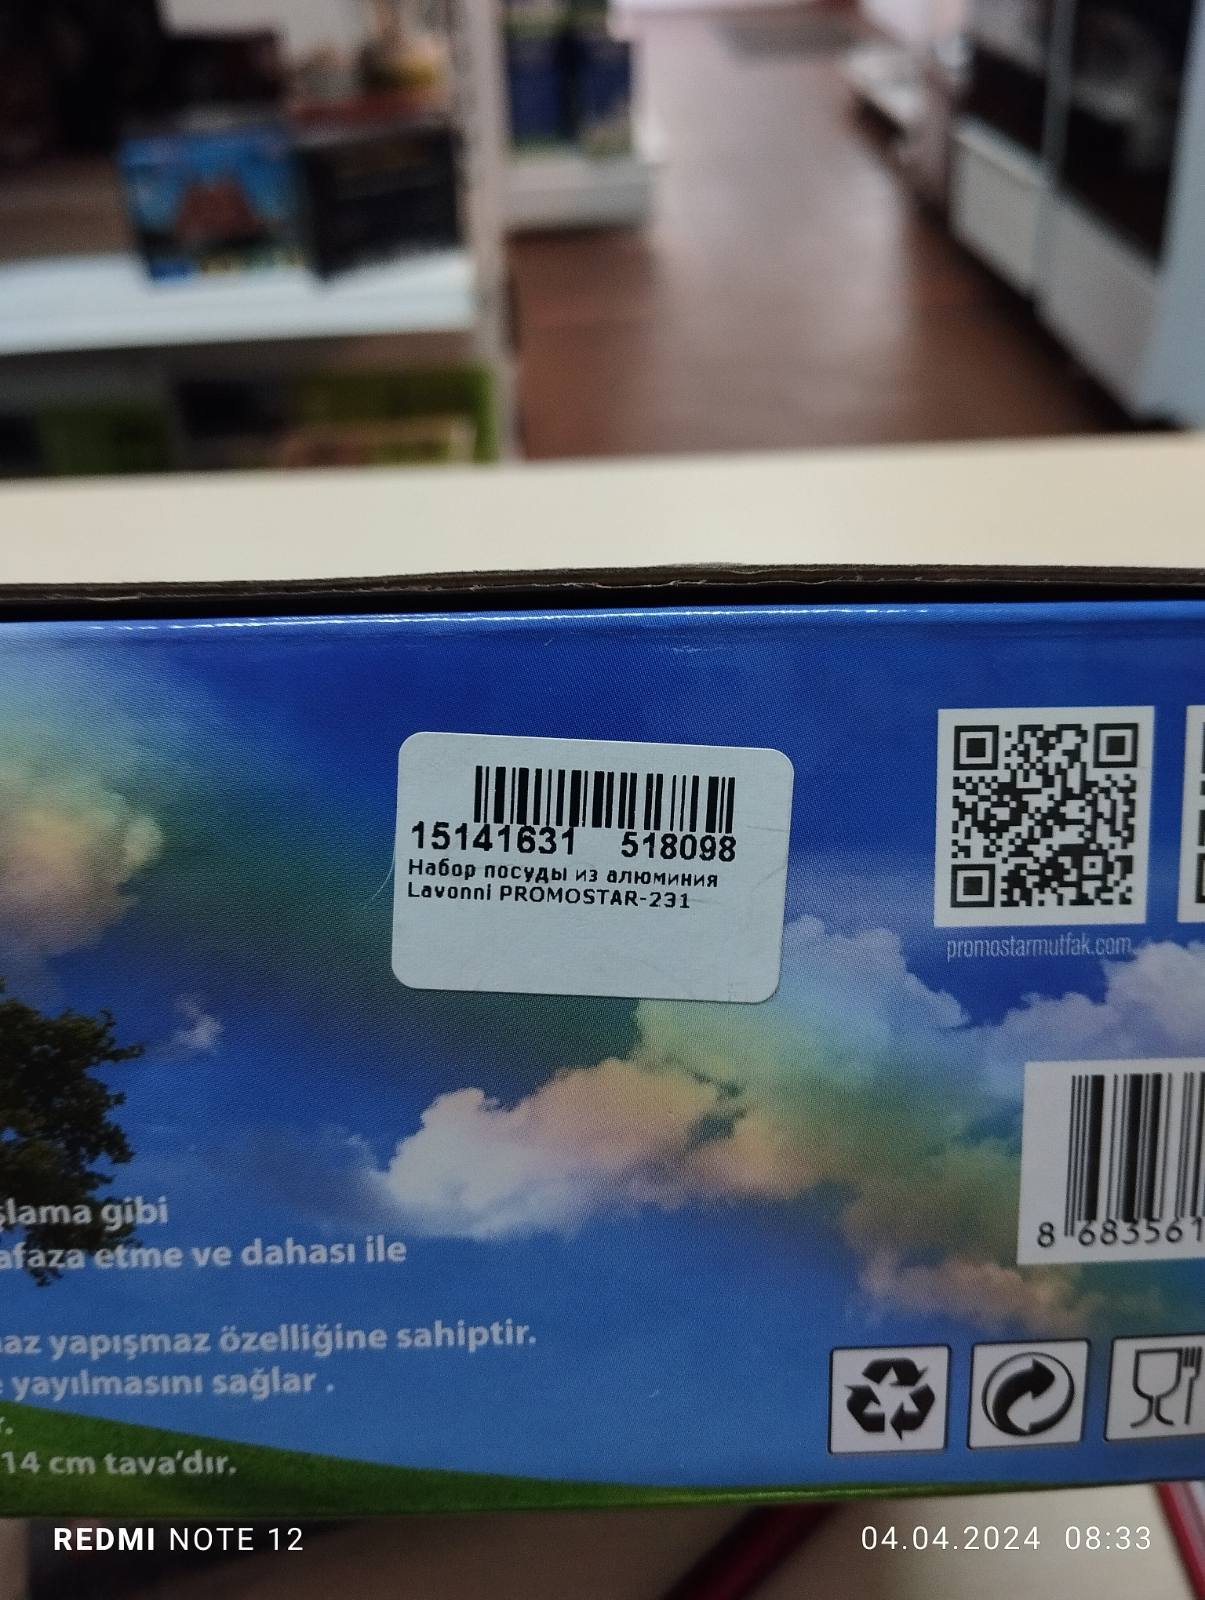 15141631 518098
Набор посуды из алюминия
Lavonni PROMOSTAR-231
promostarmutfak.com
8 683561
şlama gibi
afaza etme ve dahası ile
az yapışmaz özelliğine sahiptir.
yayılmasını sağlar .
14 cm tava'dır.
REDMI NOTE 12
04.04.2024 08:33